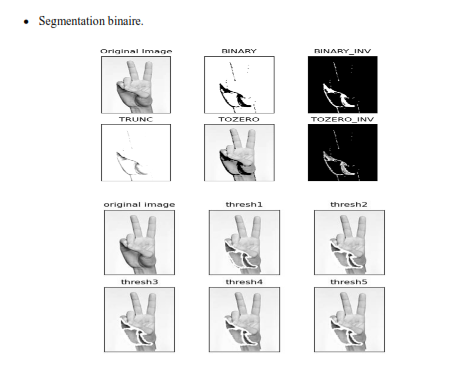 • Segmentation binaire.
Original Image BINARY BINARY_INV
TRUNC TOZERO TOZERO_INV
original image thresh1 thresh2
thresh3 thresh4 thresh5